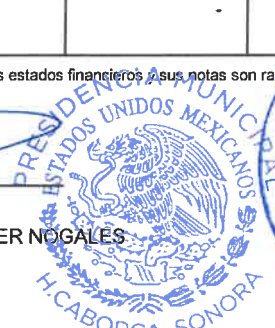 s estados financieros y sus notas son ra
PRESIDENCIA MUNICIPAL
ESTADOS UNIDOS MEXICANOS
ER NOGALES
H. CABORCA, SONORA